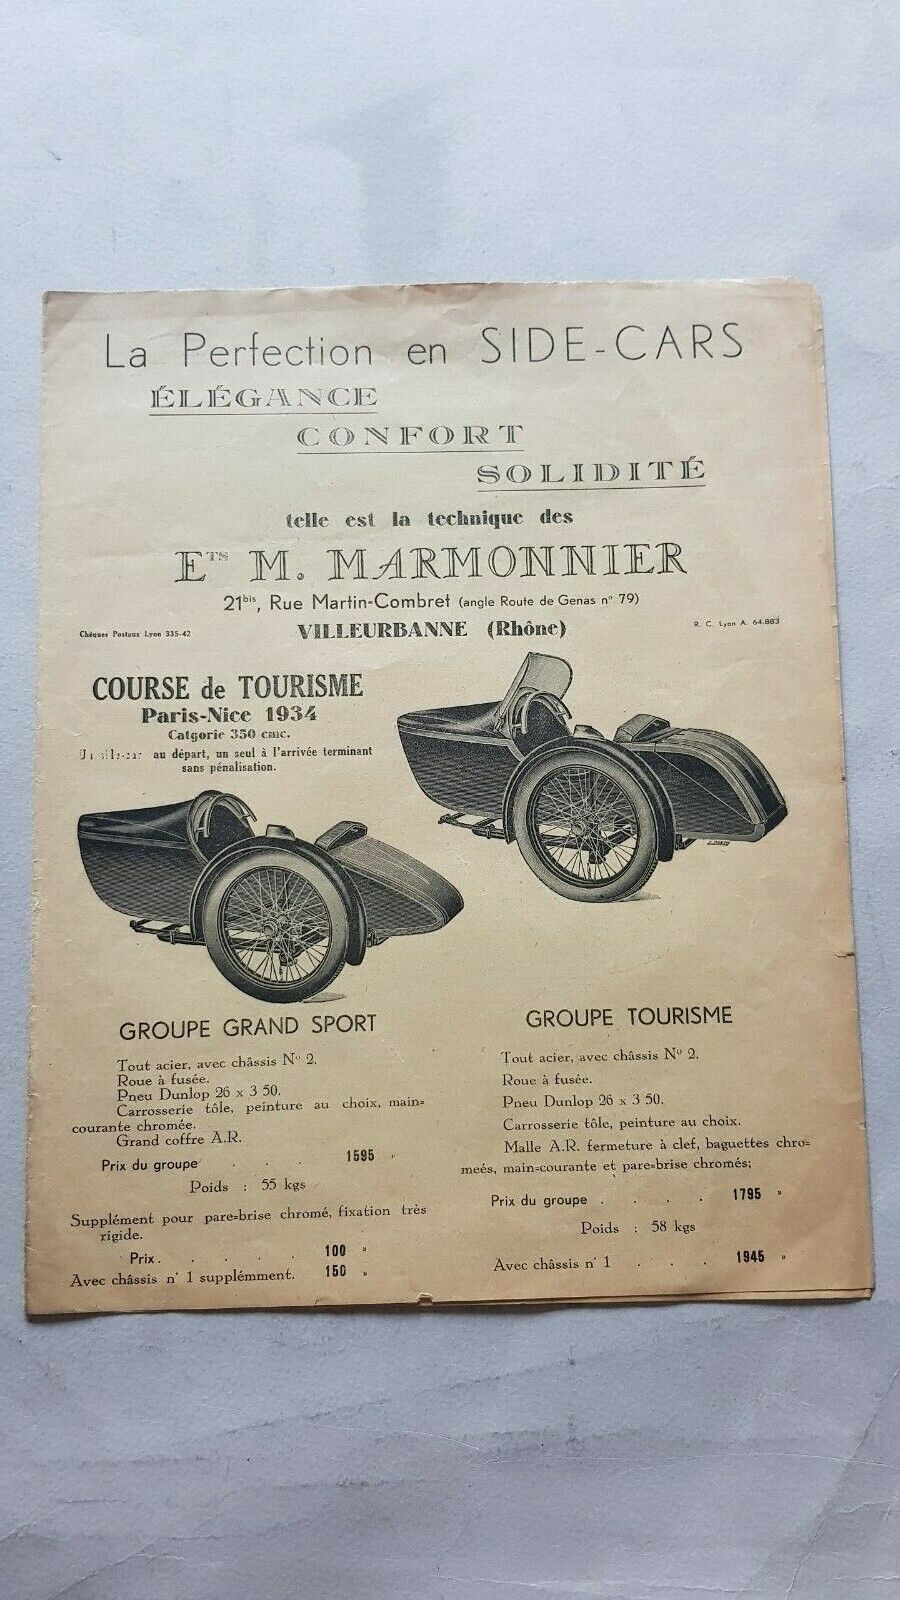 La Perfection en SIDE-CARS
ÉLÉGANCE
CONFORT
SOLIDITÉ
telle est la technique des
ETS M. MARMONNIER
21bis, Rue Martin-Combret (angle Route de Genas n° 79)
Chèques Postaux Lyon 335-42
VILLEURBANNE (Rhône)
R. C. Lyon A. 64.883
COURSE de TOURISME
Paris-Nice 1934
Catgorie 350 cmc.
Un side-car au départ, un seul à l'arrivée terminant
sans pénalisation.
GROUPE GRAND SPORT
Tout acier, avec châssis N° 2.
Roue à fusée.
Pneu Dunlop 26 x 3 50.
Carrosserie tôle, peinture au choix, main=
courante chromée.
Grand coffre A.R.
Prix du groupe . . . 1595 »
Poids : 55 kgs
Supplément pour pare=brise chromé, fixation très
rigide.
Prix . . . . . 100 »
Avec châssis n° 1 supplémment. 150 »
GROUPE TOURISME
Tout acier, avec châssis N° 2.
Roue à fusée.
Pneu Dunlop 26 x 3 50.
Carrosserie tôle, peinture au choix.
Malle A.R. fermeture à clef, baguettes chro=
meés, main=courante et pare=brise chromés;
Prix du groupe . . . . 1795 »
Poids : 58 kgs
Avec châssis n° 1 . . . 1945 »